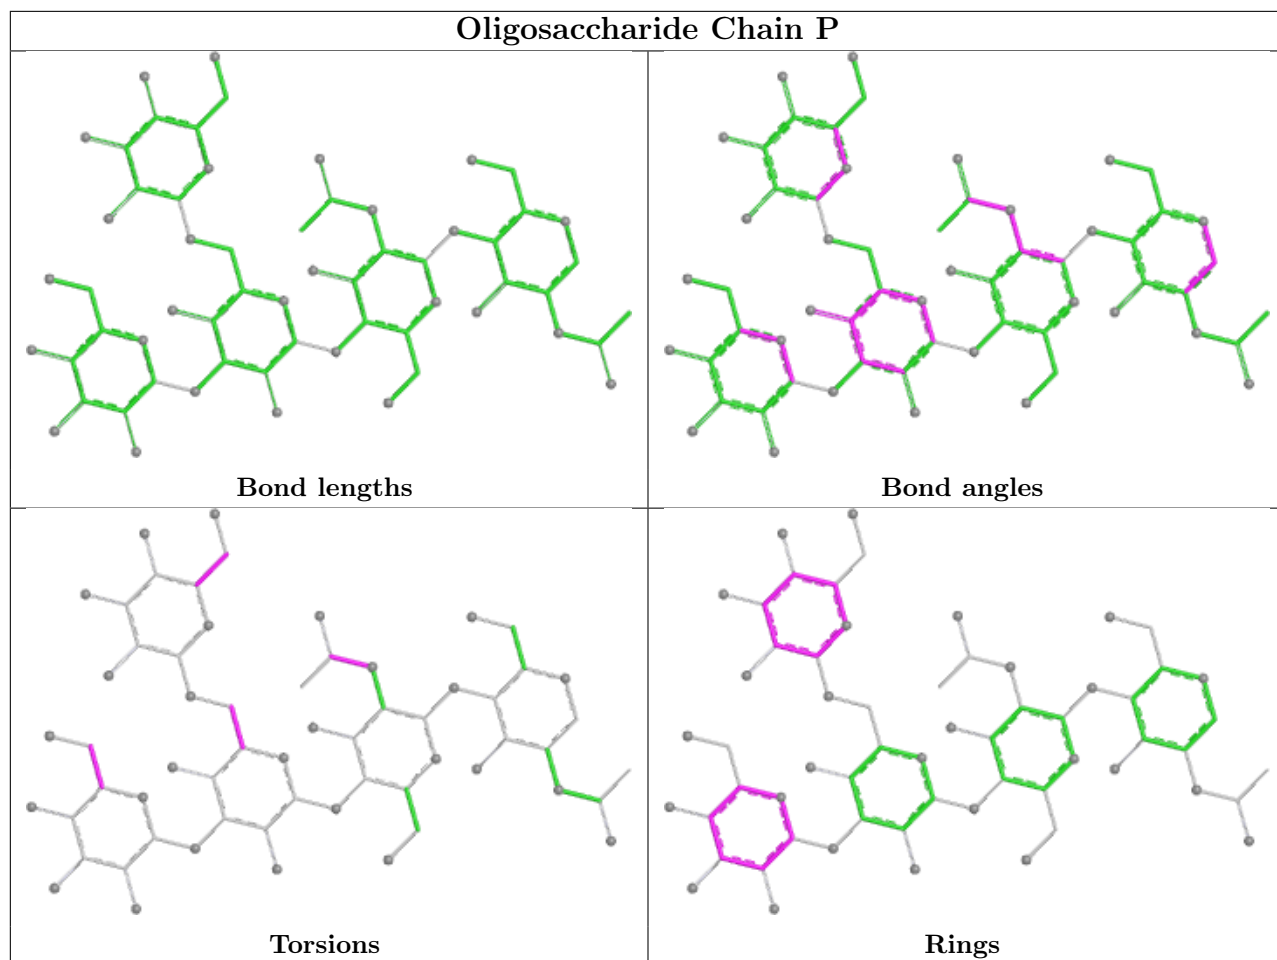 Oligosaccharide Chain P
Bond lengths
Bond angles
Torsions
Rings